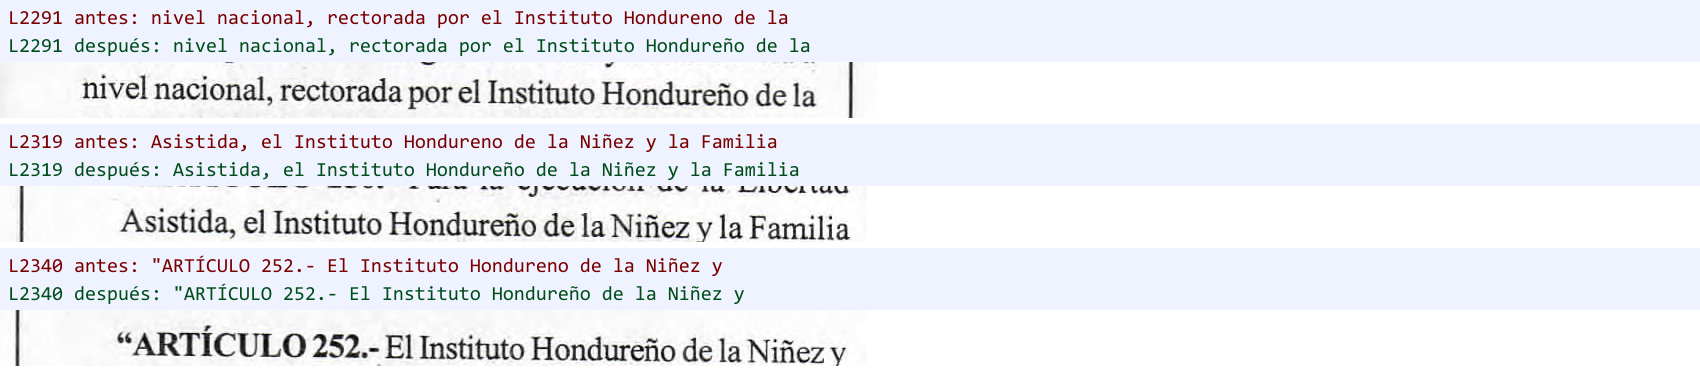 L2291 antes: nivel nacional, rectorada por el Instituto Hondureno de la
L2291 después: nivel nacional, rectorada por el Instituto Hondureño de la
nivel nacional, rectorada por el Instituto Hondureño de la
L2319 antes: Asistida, el Instituto Hondureno de la Niñez y la Familia
L2319 después: Asistida, el Instituto Hondureño de la Niñez y la Familia
Asistida, el Instituto Hondureño de la Niñez y la Familia
L2340 antes: "ARTÍCULO 252.- El Instituto Hondureno de la Niñez y
L2340 después: "ARTÍCULO 252.- El Instituto Hondureño de la Niñez y
“ARTÍCULO 252.- El Instituto Hondureño de la Niñez y